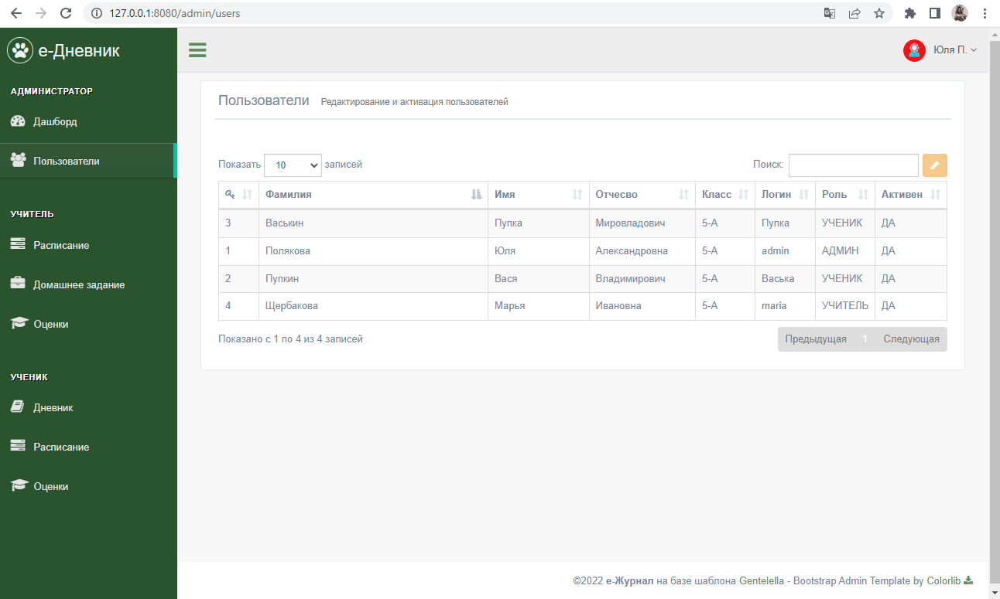 127.0.0.1:8080/admin/users
е-Дневник
Юля П.
АДМИНИСТРАТОР
Дашборд
Пользователи
УЧИТЕЛЬ
Расписание
Домашнее задание
Оценки
УЧЕНИК
Дневник
Расписание
Оценки
Пользователи Редактирование и активация пользователей
Показать 10 записей Поиск:
Фамилия Имя Отчесво Класс Логин Роль Активен
3 Васькин Пупка Мировладович 5-А Пупка УЧЕНИК ДА
1 Полякова Юля Александровна 5-А admin АДМИН ДА
2 Пупкин Вася Владимирович 5-А Васька УЧЕНИК ДА
4 Щербакова Марья Ивановна 5-А maria УЧИТЕЛЬ ДА
Показано с 1 по 4 из 4 записей Предыдущая 1 Следующая
©2022 е-Журнал на базе шаблона Gentelella - Bootstrap Admin Template by Colorlib